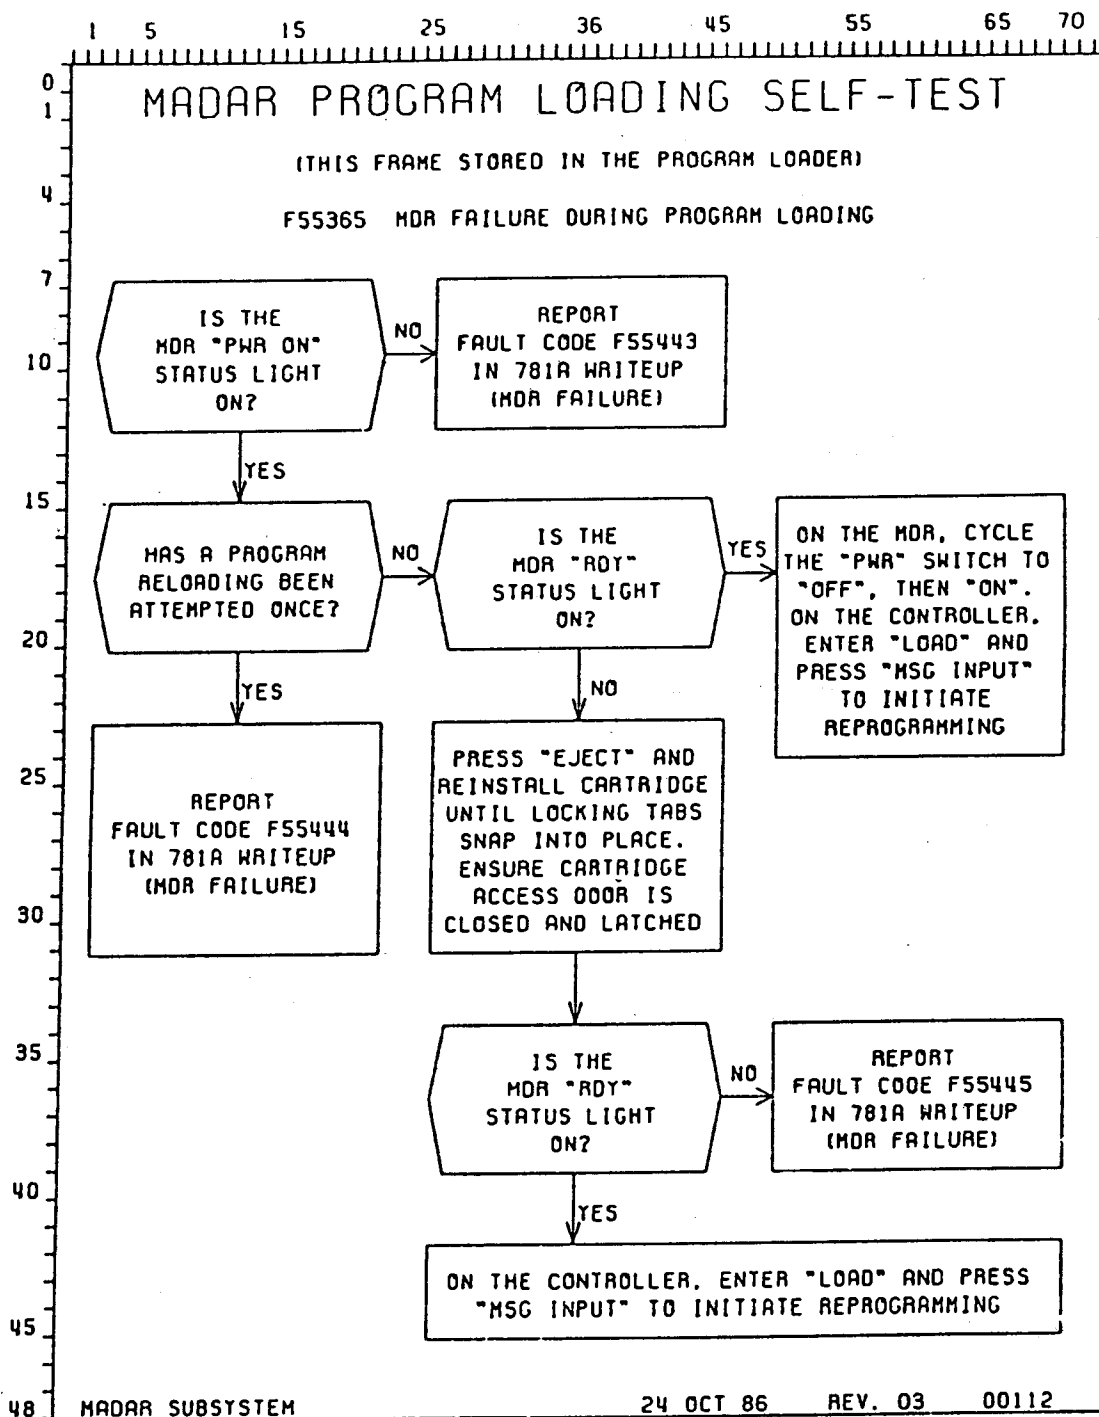 1 5 15 25 36 45 55 65 70
0
1
4
7
10
15
20
25
30
35
40
45
48
MADAR PROGRAM LOADING SELF-TEST
(THIS FRAME STORED IN THE PROGRAM LOADER)
F55365 MDR FAILURE DURING PROGRAM LOADING
IS THE
MDR "PWR ON"
STATUS LIGHT
ON?
NO
REPORT
FAULT CODE F55443
IN 781A WRITEUP
(MDR FAILURE)
YES
HAS A PROGRAM
RELOADING BEEN
ATTEMPTED ONCE?
NO
IS THE
MDR "RDY"
STATUS LIGHT
ON?
YES
ON THE MDR, CYCLE
THE "PWR" SWITCH TO
"OFF", THEN "ON".
ON THE CONTROLLER,
ENTER "LOAD" AND
PRESS "MSG INPUT"
TO INITIATE
REPROGRAMMING
YES
NO
REPORT
FAULT CODE F55444
IN 781A WRITEUP
(MDR FAILURE)
PRESS "EJECT" AND
REINSTALL CARTRIDGE
UNTIL LOCKING TABS
SNAP INTO PLACE.
ENSURE CARTRIDGE
ACCESS DOOR IS
CLOSED AND LATCHED
IS THE
MDR "RDY"
STATUS LIGHT
ON?
NO
REPORT
FAULT CODE F55445
IN 781A WRITEUP
(MDR FAILURE)
YES
ON THE CONTROLLER, ENTER "LOAD" AND PRESS
"MSG INPUT" TO INITIATE REPROGRAMMING
MADAR SUBSYSTEM 24 OCT 86 REV. 03 00112